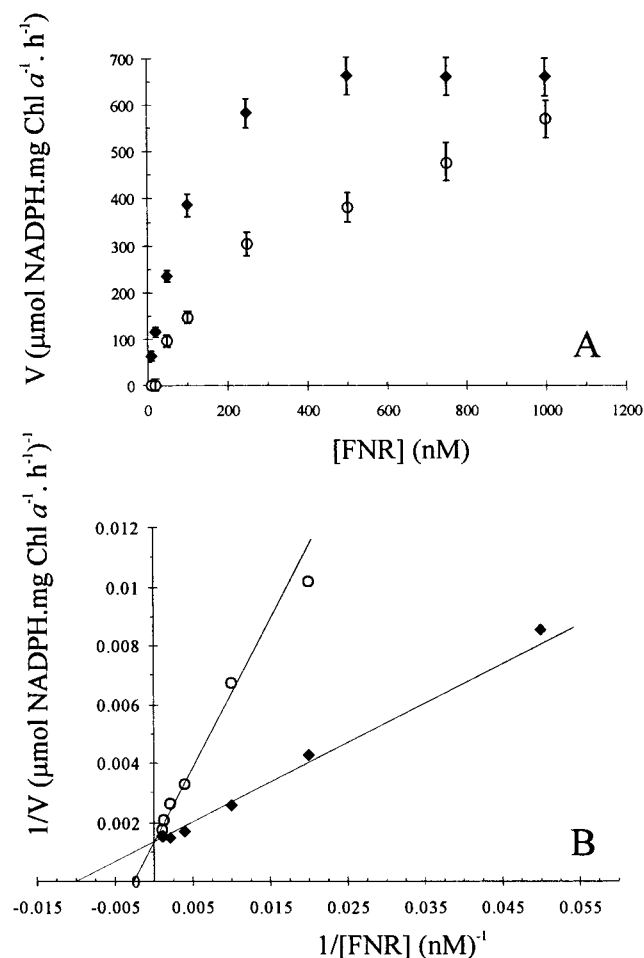 700
600
500
400
300
200
100
0
V (µmol NADPH.mg Chl a⁻¹. h⁻¹)
A
0 200 400 600 800 1000 1200
[FNR] (nM)
0.012
0.01
0.008
0.006
0.004
0.002
0
1/V (µmol NADPH.mg Chl a⁻¹. h⁻¹)⁻¹
B
-0.015 -0.005 0.005 0.015 0.025 0.035 0.045 0.055
1/[FNR] (nM)⁻¹